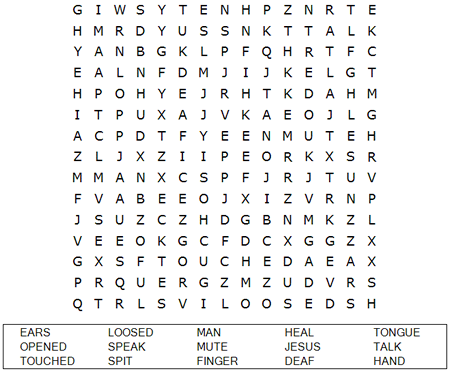 G I W S Y T E N H P Z N R T E
H M R D Y U S S N K T T A L K
Y A N B G K L P F Q H R T F C
E A L N F D M J I J K E L G T
H P O H Y E J R H T K D A H M
I T P U X A J V K A E O J L G
A C P D T F Y E E N M U T E H
Z L J X Z I I P E O R K X S R
M M A N X C S P F J R J T U V
F V A B E E O J X I Z V R N P
J S U Z C Z H D G B N M K Z L
V E E O K G C F D C X G G Z X
G X S F T O U C H E D A E A X
P R Q U E R G Z M Z U D V R S
Q T R L S V I L O O S E D S H
EARS LOOSED MAN HEAL TONGUE
OPENED SPEAK MUTE JESUS TALK
TOUCHED SPIT FINGER DEAF HAND